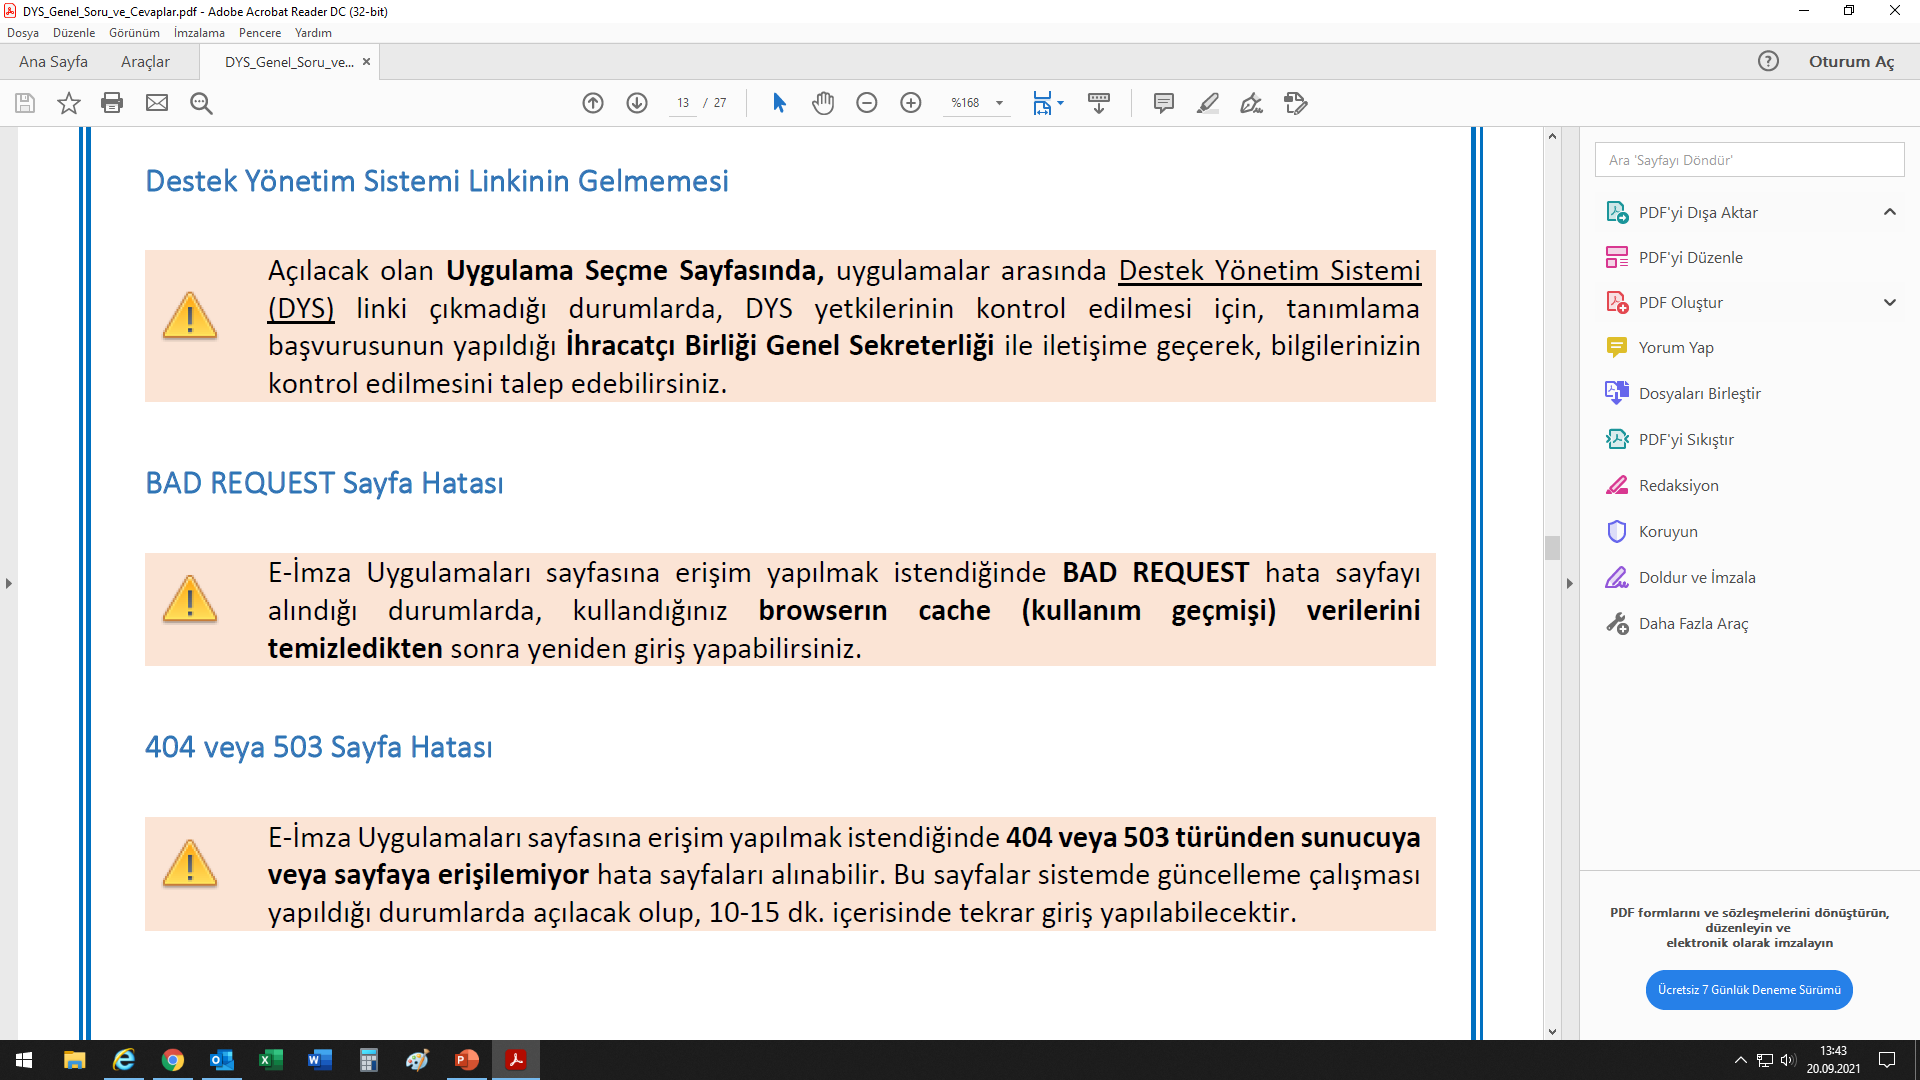 DYS_Genel_Soru_ve_Cevaplar.pdf - Adobe Acrobat Reader DC (32-bit)
Dosya Düzenle Görünüm İmzalama Pencere Yardım
Ana Sayfa Araçlar DYS_Genel_Soru_ve... Oturum Aç
13 / 27 %168
Destek Yönetim Sistemi Linkinin Gelmemesi
Açılacak olan Uygulama Seçme Sayfasında, uygulamalar arasında Destek Yönetim Sistemi
(DYS) linki çıkmadığı durumlarda, DYS yetkilerinin kontrol edilmesi için, tanımlama
başvurusunun yapıldığı İhracatçı Birliği Genel Sekreterliği ile iletişime geçerek, bilgilerinizin
kontrol edilmesini talep edebilirsiniz.
BAD REQUEST Sayfa Hatası
E-İmza Uygulamaları sayfasına erişim yapılmak istendiğinde BAD REQUEST hata sayfayı
alındığı durumlarda, kullandığınız browserın cache (kullanım geçmişi) verilerini
temizledikten sonra yeniden giriş yapabilirsiniz.
404 veya 503 Sayfa Hatası
E-İmza Uygulamaları sayfasına erişim yapılmak istendiğinde 404 veya 503 türünden sunucuya
veya sayfaya erişilemiyor hata sayfaları alınabilir. Bu sayfalar sistemde güncelleme çalışması
yapıldığı durumlarda açılacak olup, 10-15 dk. içerisinde tekrar giriş yapılabilecektir.
Ara 'Sayfayı Döndür'
PDF'yi Dışa Aktar
PDF'yi Düzenle
PDF Oluştur
Yorum Yap
Dosyaları Birleştir
PDF'yi Sıkıştır
Redaksiyon
Koruyun
Doldur ve İmzala
Daha Fazla Araç
PDF formlarını ve sözleşmelerini dönüştürün,
düzenleyin ve
elektronik olarak imzalayın
Ücretsiz 7 Günlük Deneme Sürümü
13:43
20.09.2021